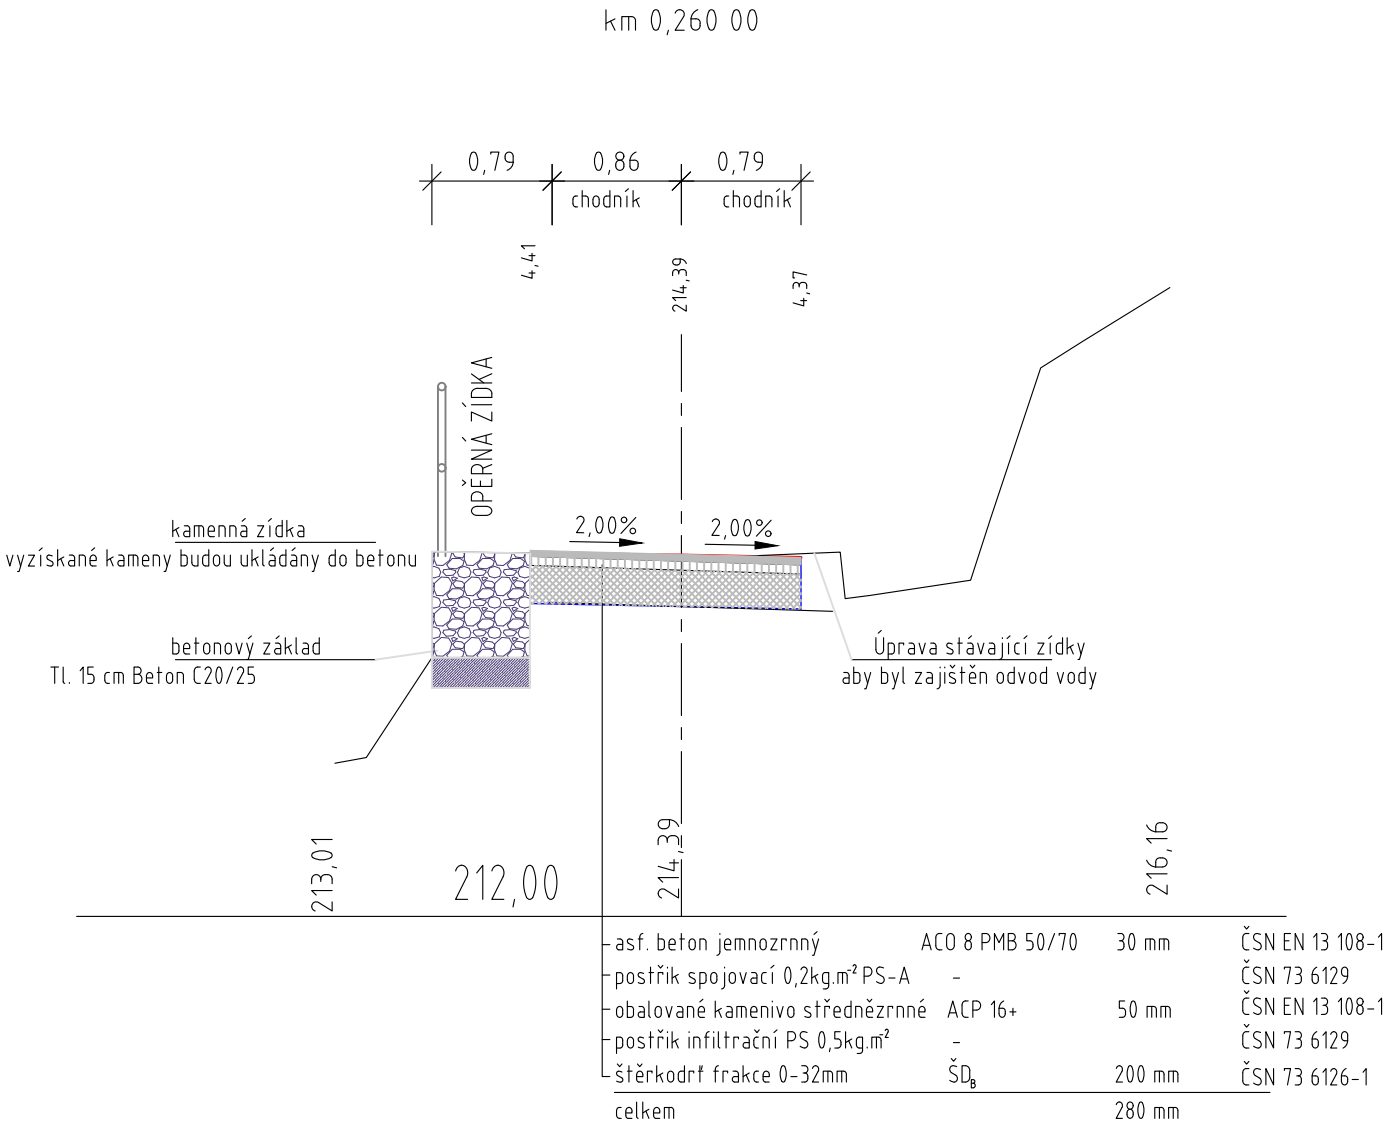 km 0,260 00
0,79
0,86
0,79
chodník
chodník
4,41
214,39
4,37
OPĚRNÁ ZÍDKA
2,00%
2,00%
kamenná zídka
vyzískané kameny budou ukládány do betonu
betonový základ
Tl. 15 cm Beton C20/25
Úprava stávající zídky
aby byl zajištěn odvod vody
213,01
212,00
214,39
216,16
asf. beton jemnozrnný ACO 8 PMB 50/70 30 mm ČSN EN 13 108-1
postřik spojovací 0,2kg.m⁻² PS-A - ČSN 73 6129
obalované kamenivo střednězrnné ACP 16+ 50 mm ČSN EN 13 108-1
postřik infiltrační PS 0,5kg.m⁻² - ČSN 73 6129
štěrkodrť frakce 0-32mm ŠD_B 200 mm ČSN 73 6126-1
celkem 280 mm